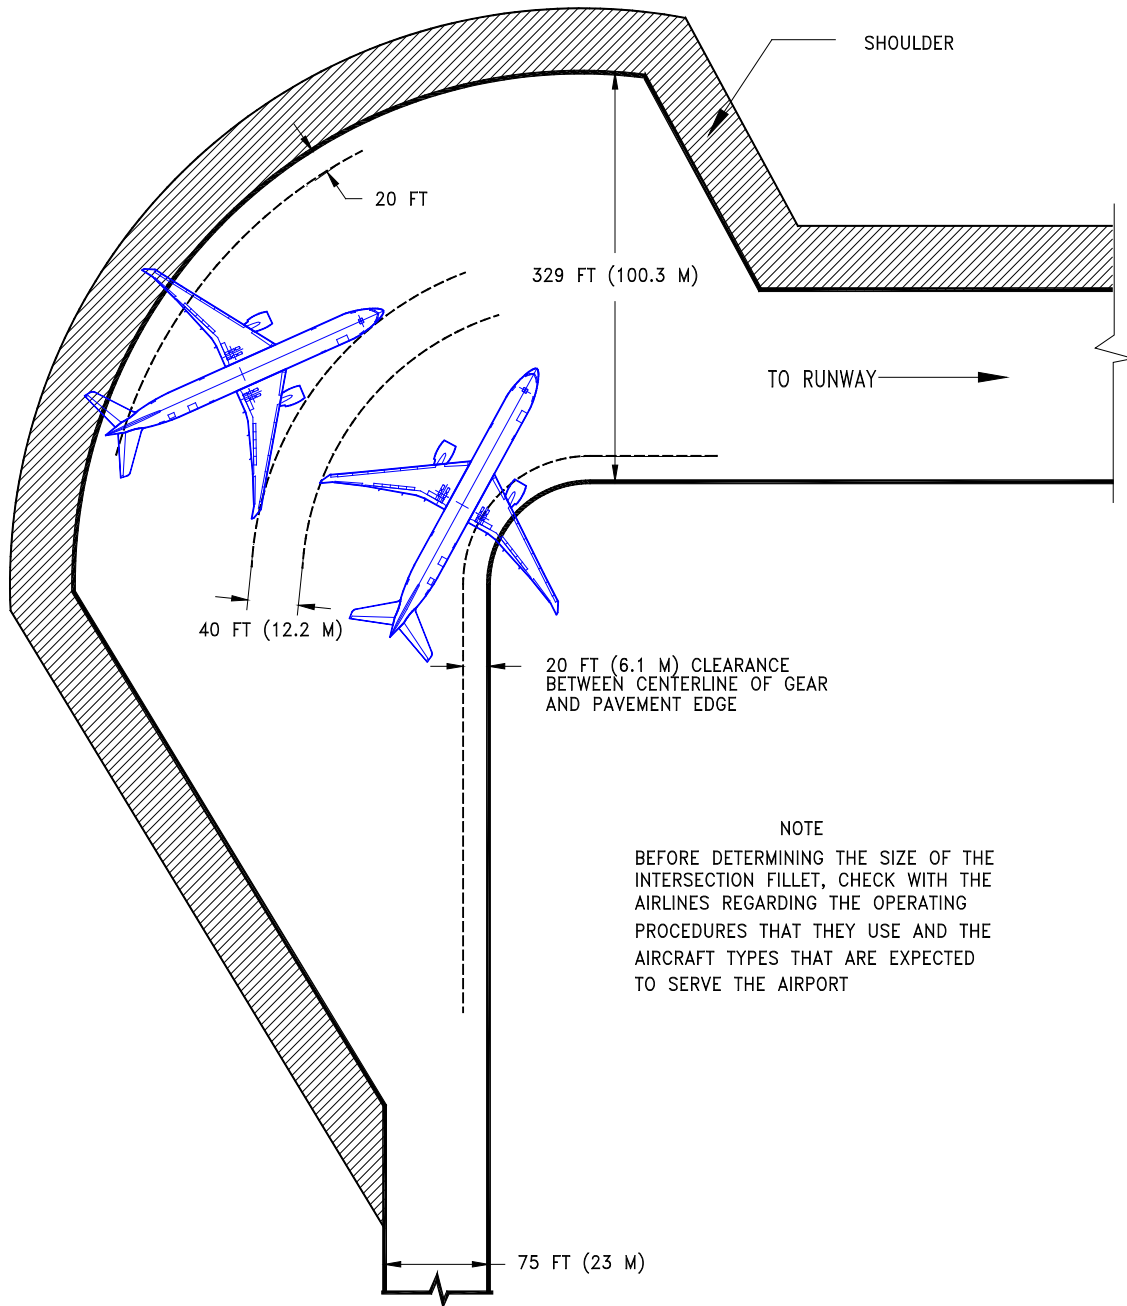 SHOULDER
20 FT
329 FT (100.3 M)
TO RUNWAY
40 FT (12.2 M)
20 FT (6.1 M) CLEARANCE
BETWEEN CENTERLINE OF GEAR
AND PAVEMENT EDGE
NOTE
BEFORE DETERMINING THE SIZE OF THE
INTERSECTION FILLET, CHECK WITH THE
AIRLINES REGARDING THE OPERATING
PROCEDURES THAT THEY USE AND THE
AIRCRAFT TYPES THAT ARE EXPECTED
TO SERVE THE AIRPORT
75 FT (23 M)